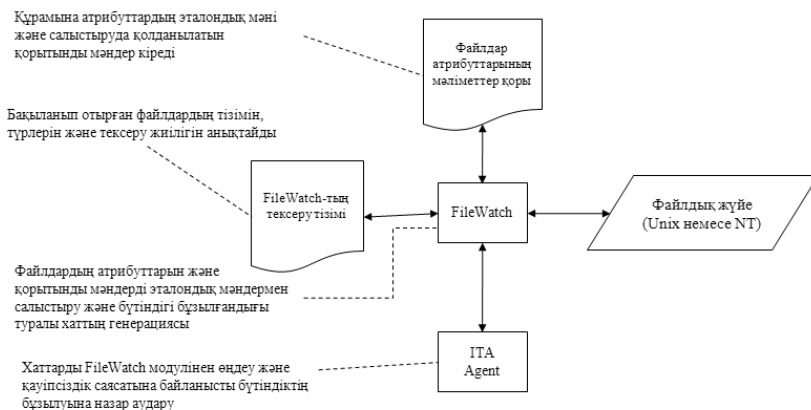 Құрамына атрибуттардың эталондық мәні
және салыстыруда қолданылатын
қорытынды мәндер кіреді
Файлдар
атрибуттарының
мәліметтер қоры
Бақыланып отырған файлдардың тізімін,
түрлерін және тексеру жиілігін анықтайды
FileWatch-тың
тексеру тізімі
FileWatch
Файлдық жүйе
(Unix немесе NT)
Файлдардың атрибуттарын және
қорытынды мәндерді эталондық мәндермен
салыстыру және бүтіндігі бұзылғандығы
туралы хаттың генерациясы
Хаттарды FileWatch модулінен өңдеу және
қауіпсіздік саясатына байланысты бүтіндіктің
бұзылуына назар аудару
ITA
Agent